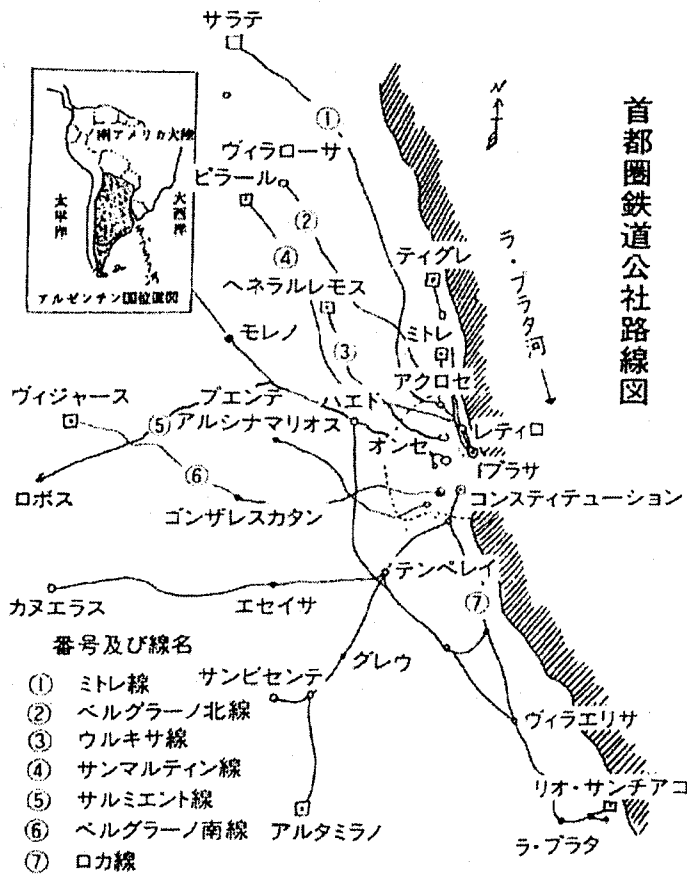 首都圏鉄道公社路線図
サラテ
N
南アメリカ大陸
太平洋
大西洋
アルゼンチン国位置図
①
ヴィラローサ
ピラール
②
④
ティグレ
ラ・プラタ河
ヘネラルレモス
モレノ
ミトレ
③
アクロセ
ヴィジャース
プエンテ
ハエド
⑤
アルシナマリオス
オンセ
レティロ
プラサ
⑥
ロボス
コンスティテューション
ゴンザレスカタン
テンペレイ
カヌエラス
エセイサ
⑦
グレウ
サンビセンテ
ヴィラエリサ
リオ・サンチアコ
アルタミラノ
ラ・プラタ
番号及び線名
① ミトレ線
② ベルグラーノ北線
③ ウルキサ線
④ サンマルティン線
⑤ サルミエント線
⑥ ベルグラーノ南線
⑦ ロカ線